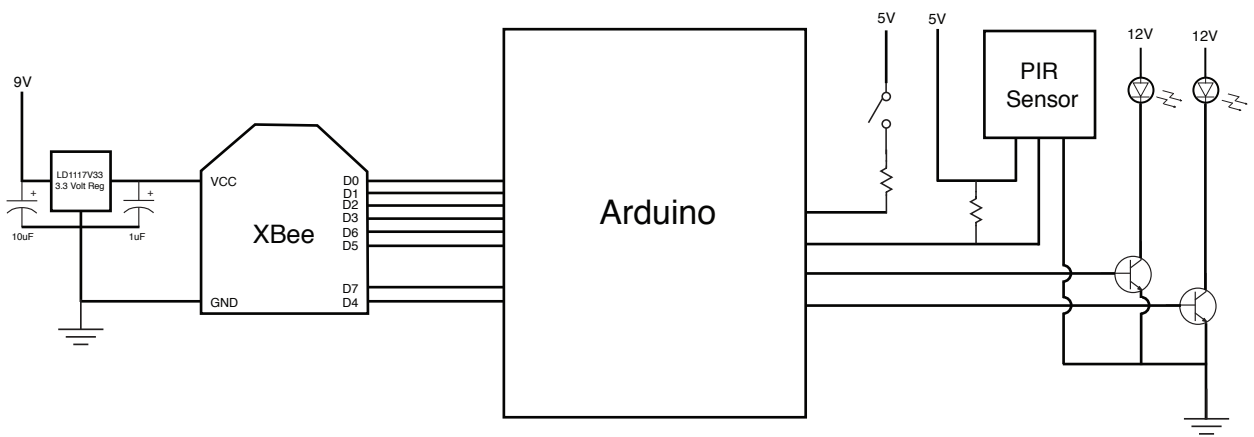 9V
LD1117V33
3.3 Volt Reg
+
+
10uF
1uF
VCC
GND
XBee
D0
D1
D2
D3
D6
D5
D7
D4
Arduino
5V
5V
PIR
Sensor
12V
12V